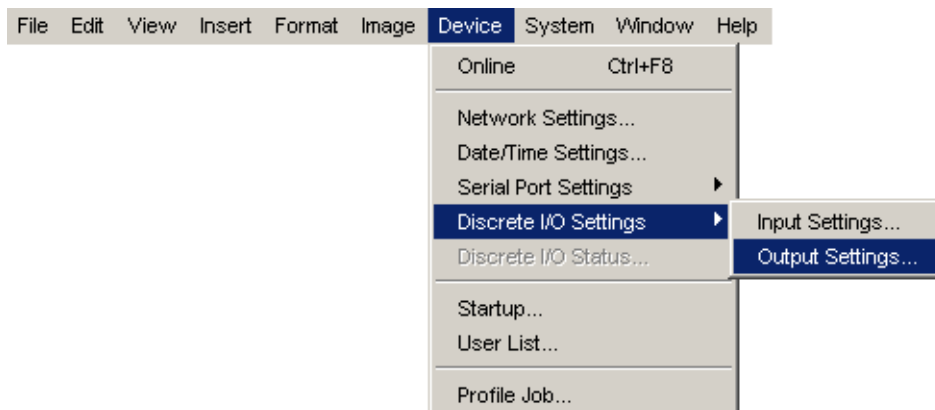 File Edit View Insert Format Image Device System Window Help
Online Ctrl+F8
Network Settings...
Date/Time Settings...
Serial Port Settings
Discrete I/O Settings
Input Settings...
Discrete I/O Status...
Output Settings...
Startup...
User List...
Profile Job...